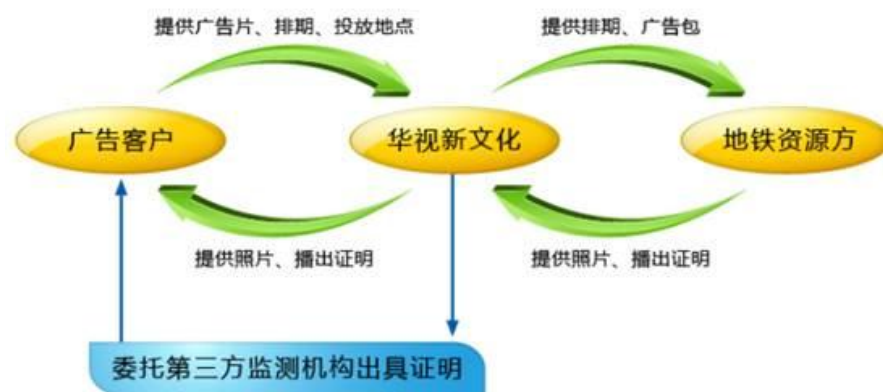 提供广告片、排期、投放地点
提供排期、广告包
广告客户
华视新文化
地铁资源方
提供照片、播出证明
提供照片、播出证明
委托第三方监测机构出具证明